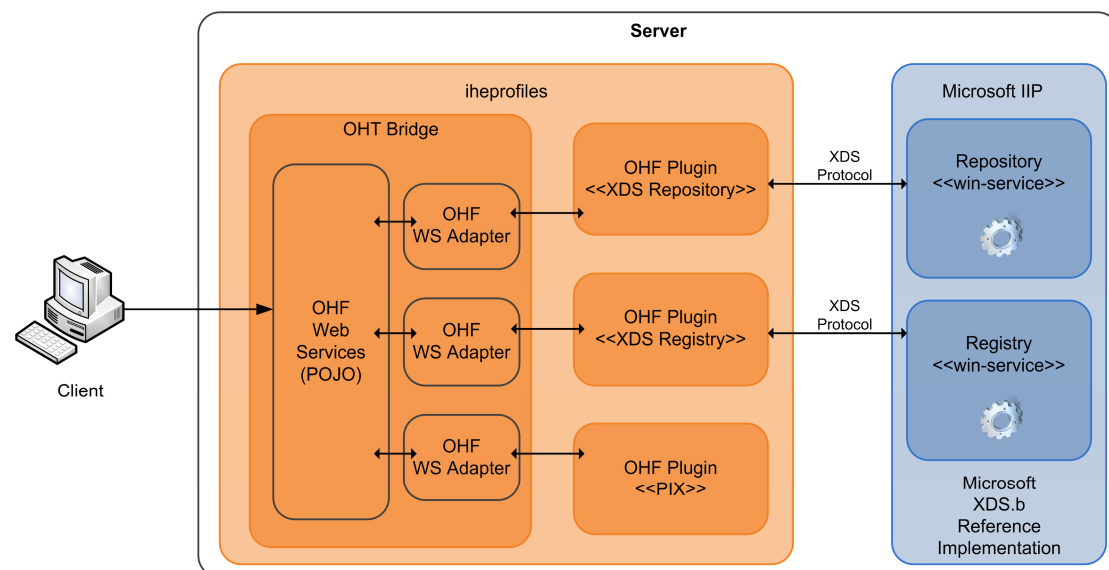 Server
iheprofiles
Microsoft IIP
OHT Bridge
OHF Plugin
<<XDS Repository>>
XDS
Protocol
Repository
<<win-service>>
OHF
WS Adapter
OHF
Web
Services
(POJO)
OHF
WS Adapter
OHF Plugin
<<XDS Registry>>
XDS
Protocol
Registry
<<win-service>>
Client
OHF
WS Adapter
OHF Plugin
<<PIX>>
Microsoft
XDS.b
Reference
Implementation